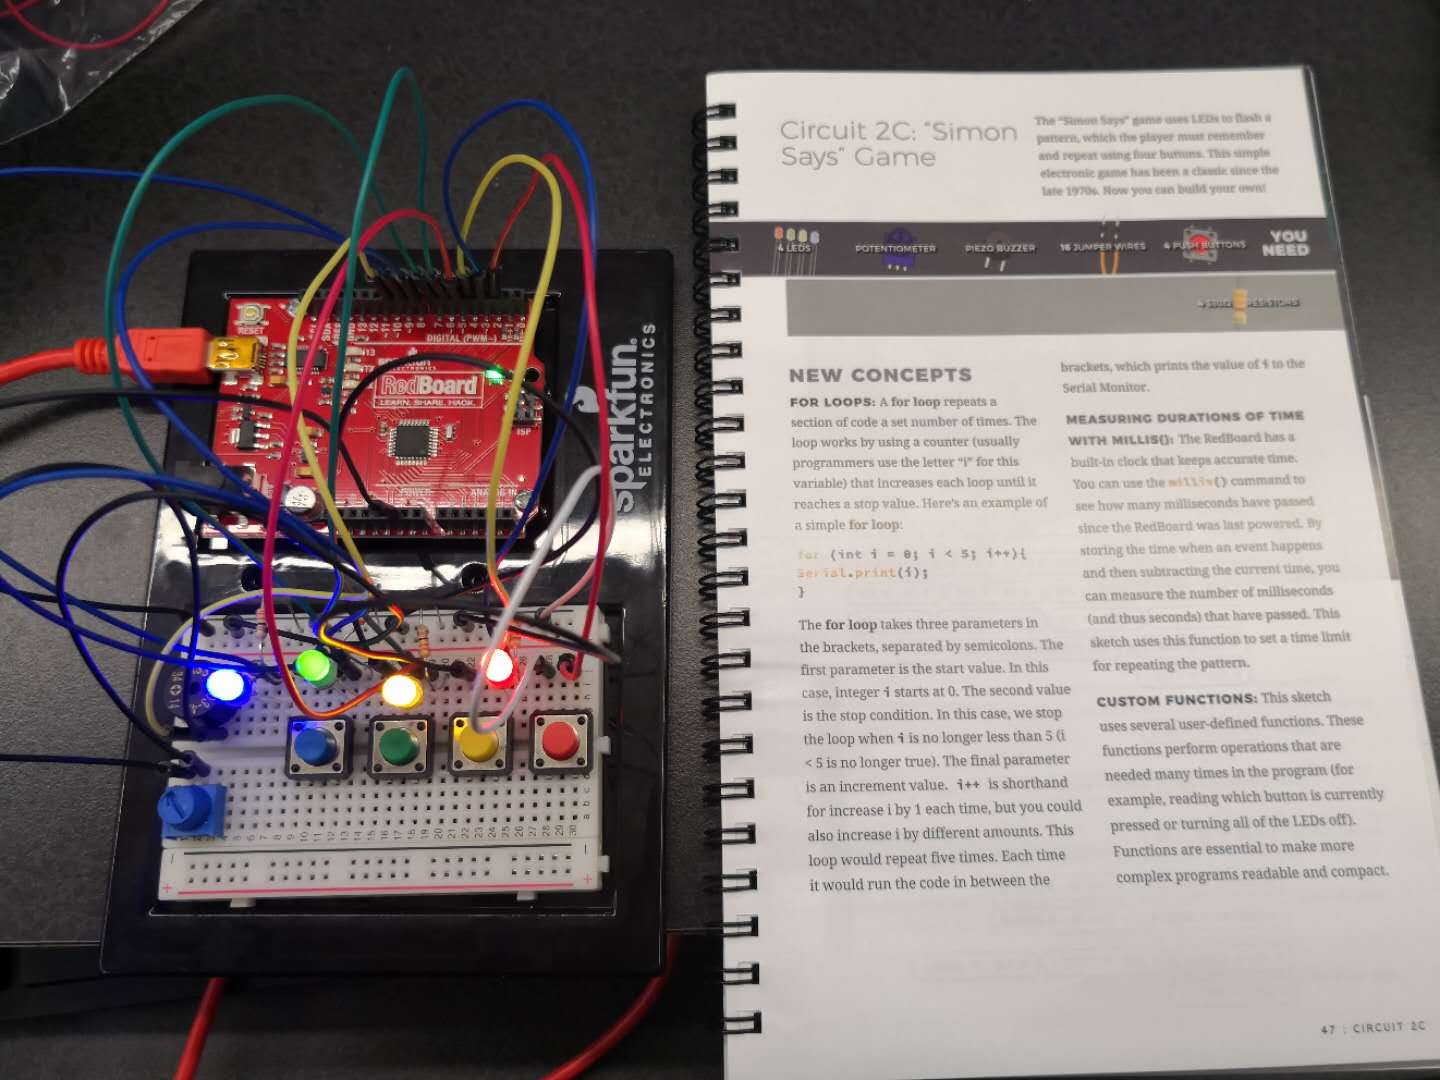 RESET
DIGITAL (PWM~)
RedBoard
LEARN. SHARE. HACK.
ISP
POWER
ANALOG IN
sparkfun
ELECTRONICS
Circuit 2C: “Simon
Says” Game
The “Simon Says” game uses LEDs to flash a
pattern, which the player must remember
and repeat using four buttons. This simple
electronic game has been a classic since the
late 1970s. Now you can build your own!
4 LEDS
POTENTIOMETER
PIEZO BUZZER
16 JUMPER WIRES
4 PUSH BUTTONS
YOU
NEED
RESISTORS
NEW CONCEPTS
FOR LOOPS: A for loop repeats a
section of code a set number of times. The
loop works by using a counter (usually
programmers use the letter “i” for this
variable) that increases each loop until it
reaches a stop value. Here’s an example of
a simple for loop:
for (int i = 0; i < 5; i++){
Serial.print(i);
}
The for loop takes three parameters in
the brackets, separated by semicolons. The
first parameter is the start value. In this
case, integer i starts at 0. The second value
is the stop condition. In this case, we stop
the loop when i is no longer less than 5 (i
< 5 is no longer true). The final parameter
is an increment value. i++ is shorthand
for increase i by 1 each time, but you could
also increase i by different amounts. This
loop would repeat five times. Each time
it would run the code in between the
brackets, which prints the value of i to the
Serial Monitor.
MEASURING DURATIONS OF TIME
WITH MILLIS(): The RedBoard has a
built-in clock that keeps accurate time.
You can use the millis() command to
see how many milliseconds have passed
since the RedBoard was last powered. By
storing the time when an event happens
and then subtracting the current time, you
can measure the number of milliseconds
(and thus seconds) that have passed. This
sketch uses this function to set a time limit
for repeating the pattern.
CUSTOM FUNCTIONS: This sketch
uses several user-defined functions. These
functions perform operations that are
needed many times in the program (for
example, reading which button is currently
pressed or turning all of the LEDs off).
Functions are essential to make more
complex programs readable and compact.
47 : CIRCUIT 2C